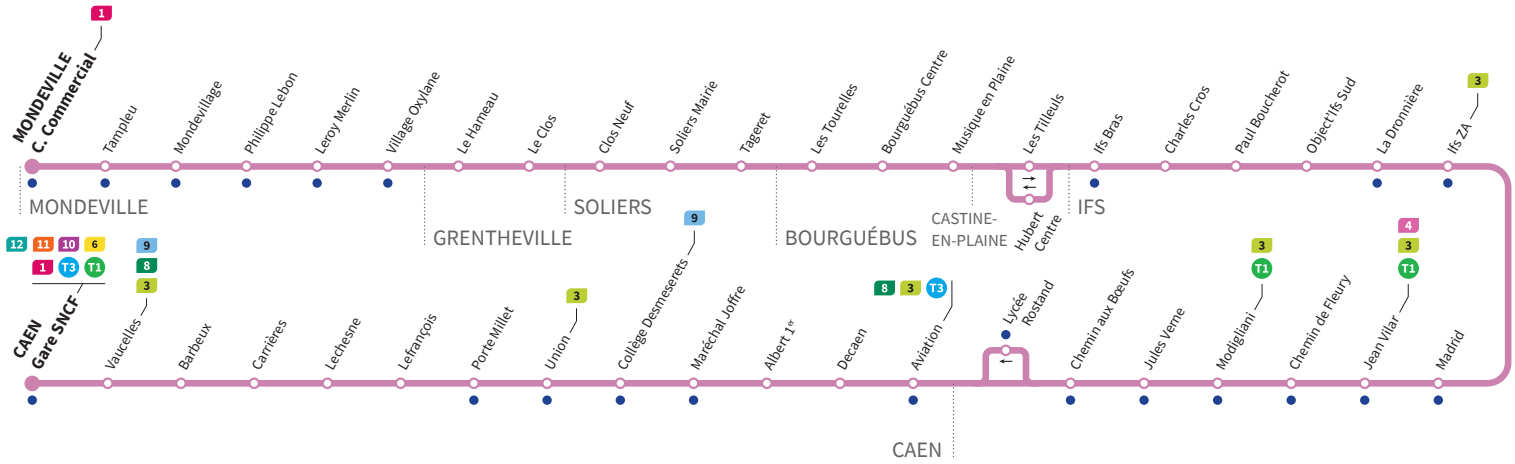 1
MONDEVILLE
C. Commercial
Tampleu
Mondevillage
Philippe Lebon
Leroy Merlin
Village Oxylane
Le Hameau
Le Clos
Clos Neuf
Soliers Mairie
Tageret
Les Tourelles
Bourguébus Centre
Musique en Plaine
Les Tilleuls
Hubert
Centre
Ifs Bras
Charles Cros
Paul Boucherot
Object'Ifs Sud
La Dronnière
Ifs ZA
3
MONDEVILLE
GRENTHEVILLE
SOLIERS
BOURGUÉBUS
CASTINE-
EN-PLAINE
IFS
12 11 10 6
1 T3 T1
CAEN
Gare SNCF
9
8
3
Vaucelles
Barbeux
Carrières
Lechesne
Lefrançois
Porte Millet
3
Union
9
Collège Desmeserets
Maréchal Joffre
Albert 1er
Decaen
8 3 T3
Aviation
Lycée
Rostand
Chemin aux Bœufs
Jules Verne
3
T1
Modigliani
Chemin de Fleury
4
3
T1
Jean Vilar
Madrid
CAEN